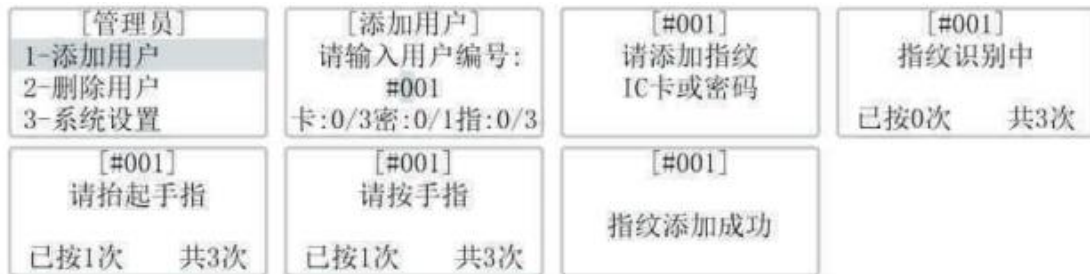 [管理员]
1-添加用户
2-删除用户
3-系统设置
[添加用户]
请输入用户编号:
#001
卡:0/3密:0/1指:0/3
[#001]
请添加指纹
IC卡或密码
[#001]
指纹识别中
已按0次 共3次
[#001]
请抬起手指
已按1次 共3次
[#001]
请按手指
已按1次 共3次
[#001]
指纹添加成功